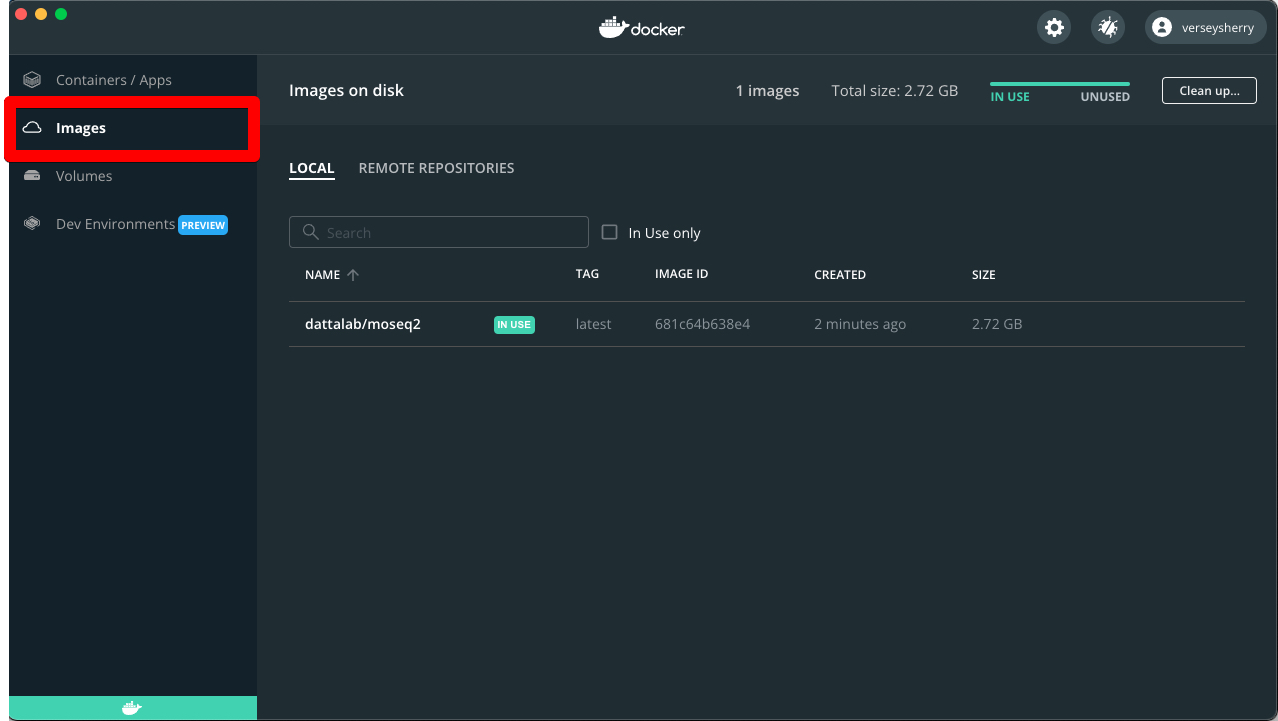 docker
verseysherry
Containers / Apps
Images
Volumes
Dev Environments PREVIEW
Images on disk
1 images
Total size: 2.72 GB
IN USE
UNUSED
Clean up...
LOCAL
REMOTE REPOSITORIES
Search
In Use only
NAME TAG IMAGE ID CREATED SIZE
dattalab/moseq2 IN USE latest 681c64b638e4 2 minutes ago 2.72 GB